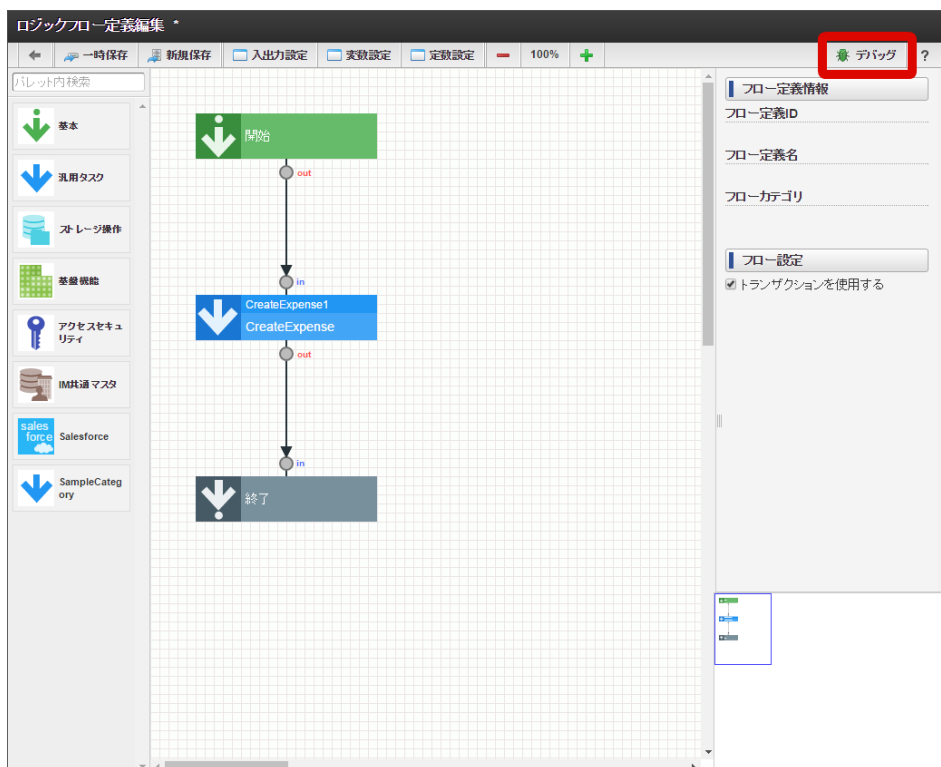 ロジックフロー定義編集 *
一時保存 新規保存 入出力設定 変数設定 定数設定 100% デバッグ ?
パレット内検索
基本
汎用タスク
ストレージ操作
基盤機能
アクセスセキュ
リティ
IM共通マスタ
sales
force
Salesforce
SampleCateg
ory
開始
out
in
CreateExpense1
CreateExpense
out
in
終了
フロー定義情報
フロー定義ID
フロー定義名
フローカテゴリ
フロー設定
トランザクションを使用する